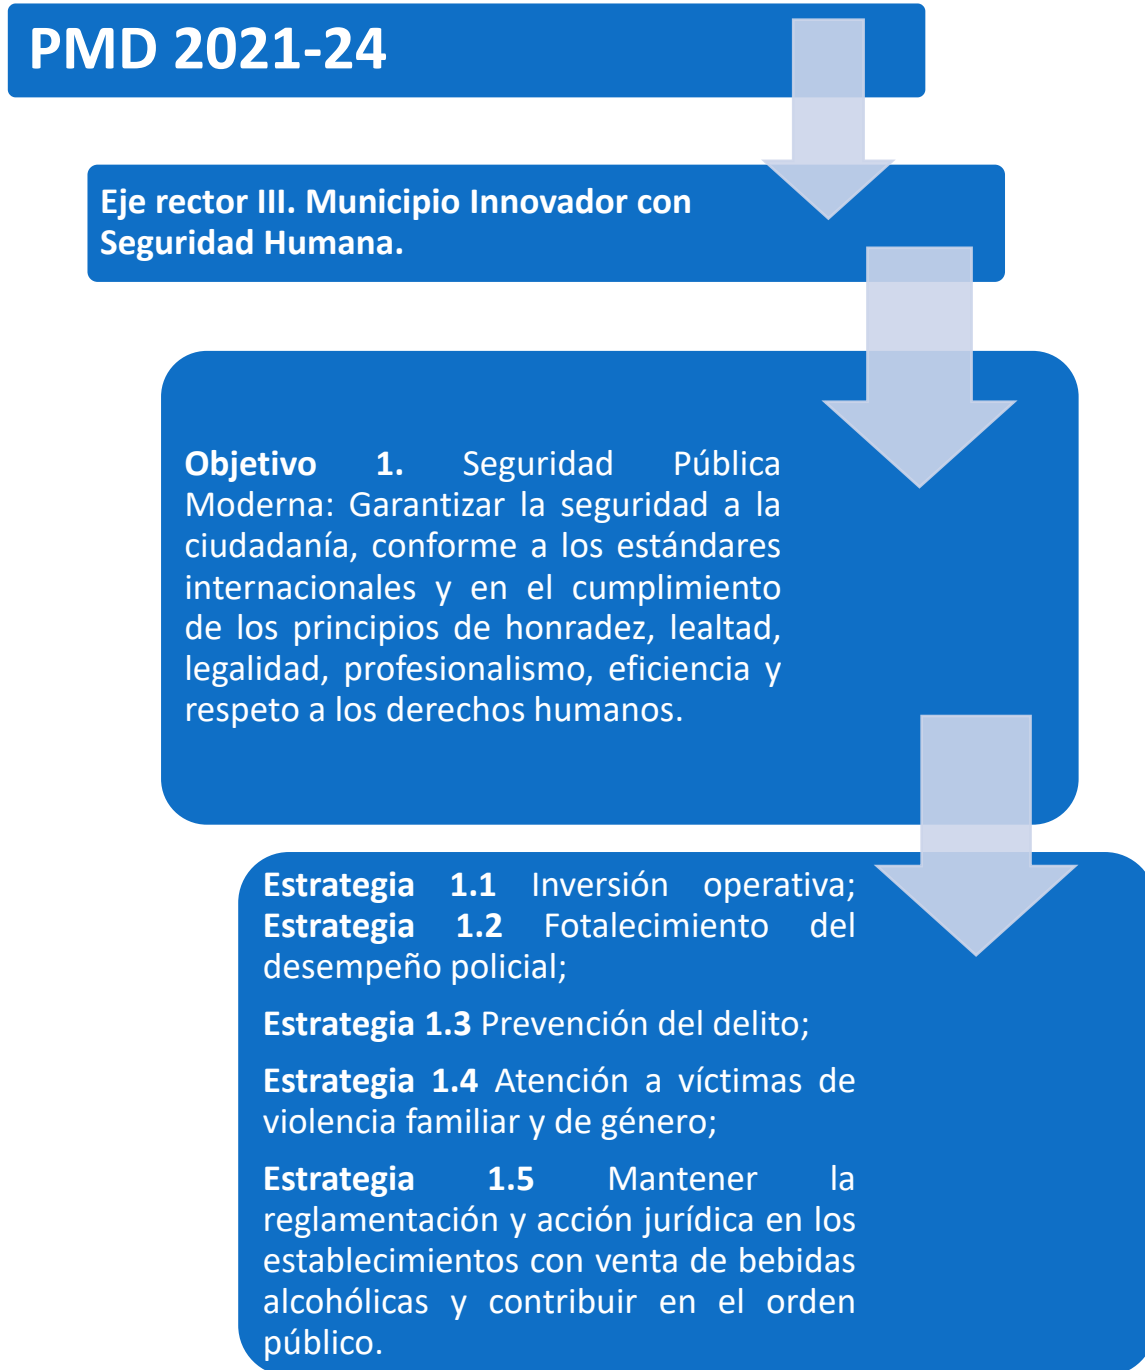 PMD 2021-24
Eje rector III. Municipio Innovador con
Seguridad Humana.
Objetivo 1. Seguridad Pública
Moderna: Garantizar la seguridad a la
ciudadanía, conforme a los estándares
internacionales y en el cumplimiento
de los principios de honradez, lealtad,
legalidad, profesionalismo, eficiencia y
respeto a los derechos humanos.
Estrategia 1.1 Inversión operativa;
Estrategia 1.2 Fotalecimiento del
desempeño policial;
Estrategia 1.3 Prevención del delito;
Estrategia 1.4 Atención a víctimas de
violencia familiar y de género;
Estrategia 1.5 Mantener la
reglamentación y acción jurídica en los
establecimientos con venta de bebidas
alcohólicas y contribuir en el orden
público.